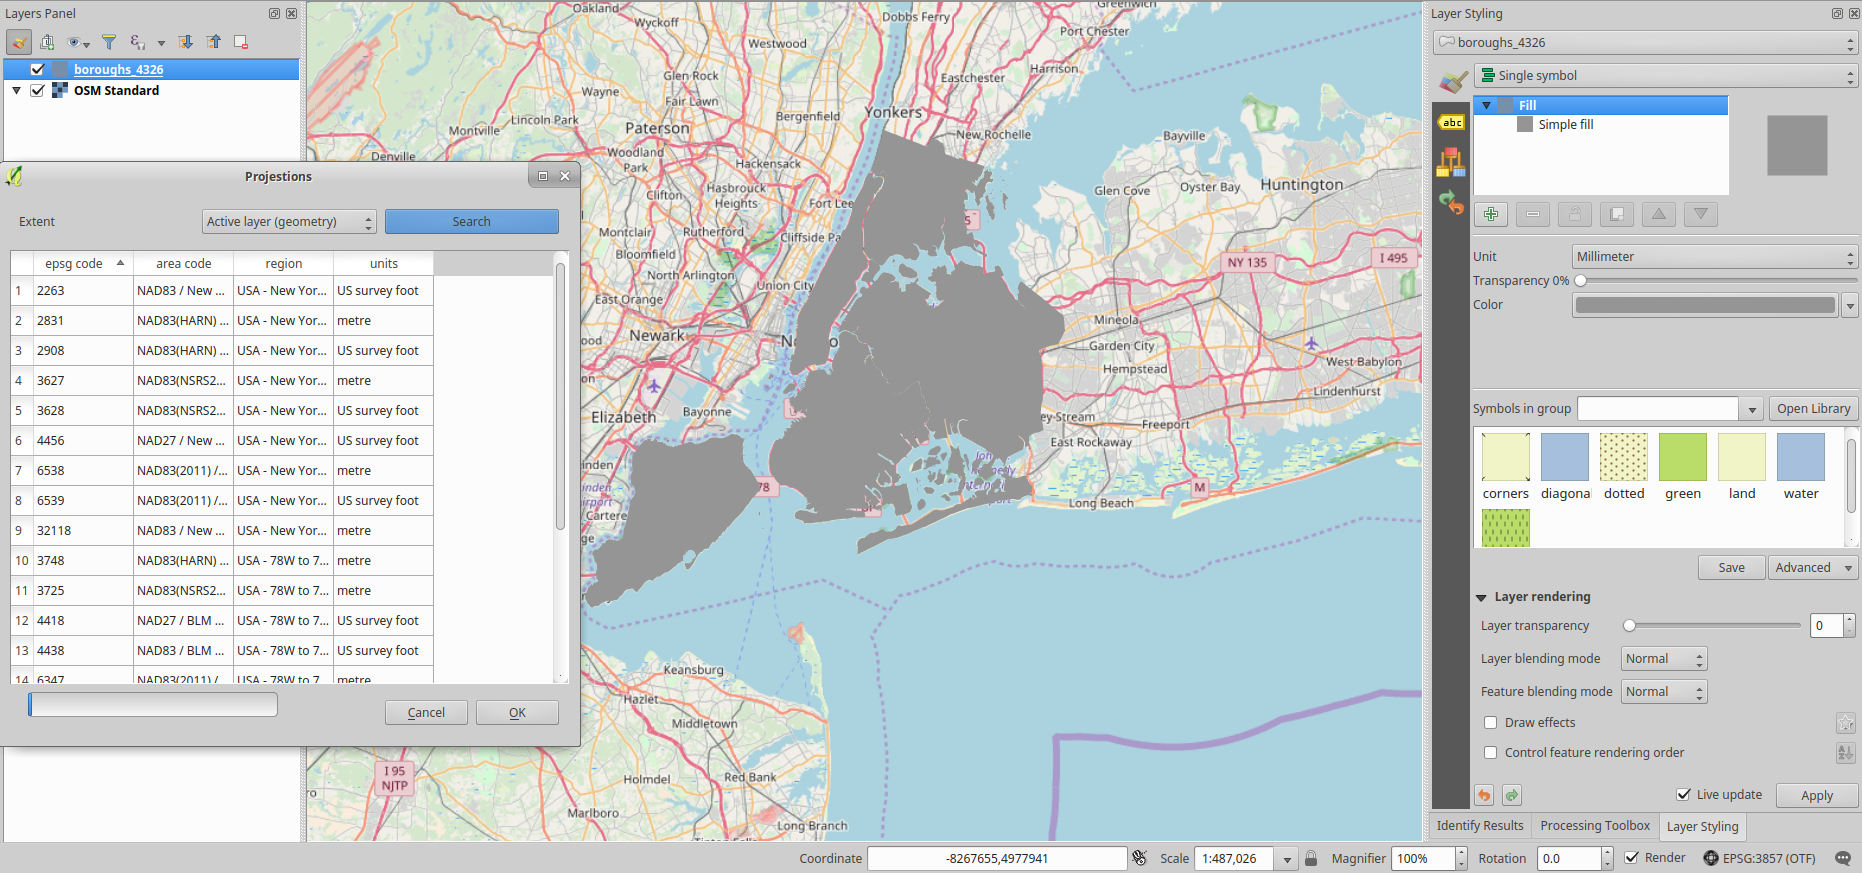 Layers Panel
boroughs_4326
OSM Standard
Projestions
Extent
Active layer (geometry)
Search
epsg code area code region units
1 2263 NAD83 / New ... USA - New Yor... US survey foot
2 2831 NAD83(HARN) ... USA - New Yor... metre
3 2908 NAD83(HARN) ... USA - New Yor... US survey foot
4 3627 NAD83(NSRS2... USA - New Yor... metre
5 3628 NAD83(NSRS2... USA - New Yor... US survey foot
6 4456 NAD27 / New ... USA - New Yor... US survey foot
7 6538 NAD83(2011) /... USA - New Yor... metre
8 6539 NAD83(2011) /... USA - New Yor... US survey foot
9 32118 NAD83 / New ... USA - New Yor... metre
10 3748 NAD83(HARN) ... USA - 78W to 7... metre
11 3725 NAD83(NSRS2... USA - 78W to 7... metre
12 4418 NAD27 / BLM ... USA - 78W to 7... US survey foot
13 4438 NAD83 / BLM ... USA - 78W to 7... US survey foot
14 6347 NAD83(2011) / USA - 78W to 7 metre
Cancel
OK
Oakland
Wyckoff
Dobbs Ferry
Greenwich
Port Chester
Westwood
Glen Rock
Eastchester
Harrison
Wayne
Fair Lawn
Lincoln Park
Bergenfield
Yonkers
Montville
Paterson
New Rochelle
Bayville
Denville
Woodland
Park
Hackensack
Hasbrouck
Heights
Clifton
Fort Lee
Glen Cove
Oyster Bay
Huntington
Montclair
Rutherford
Cliffside Pa
Bloomfield
North Arlington
NY 135
I 495
Union City
East Orange
Newark
Mineola
Garden City
West Babylon
Hempstead
Lindenhurst
Elizabeth
Bayonne
ey-Stream
Freeport
East Rockaway
inden
inden
irport
78
M
Long Beach
Cartere
ge
Keansburg
Hazlet
Middletown
I 95
NJTP
Holmdel
Red Bank
Marlboro
Long Branch
Layer Styling
boroughs_4326
Single symbol
abc
Fill
Simple fill
Unit
Millimeter
Transparency 0%
Color
Symbols in group
Open Library
corners diagonal dotted green land water
Save
Advanced
Layer rendering
Layer transparency
0
Layer blending mode
Normal
Feature blending mode
Normal
Draw effects
Control feature rendering order
Live update
Apply
Identify Results
Processing Toolbox
Layer Styling
Coordinate
-8267655,4977941
Scale
1:487,026
Magnifier
100%
Rotation
0.0
Render
EPSG:3857 (OTF)